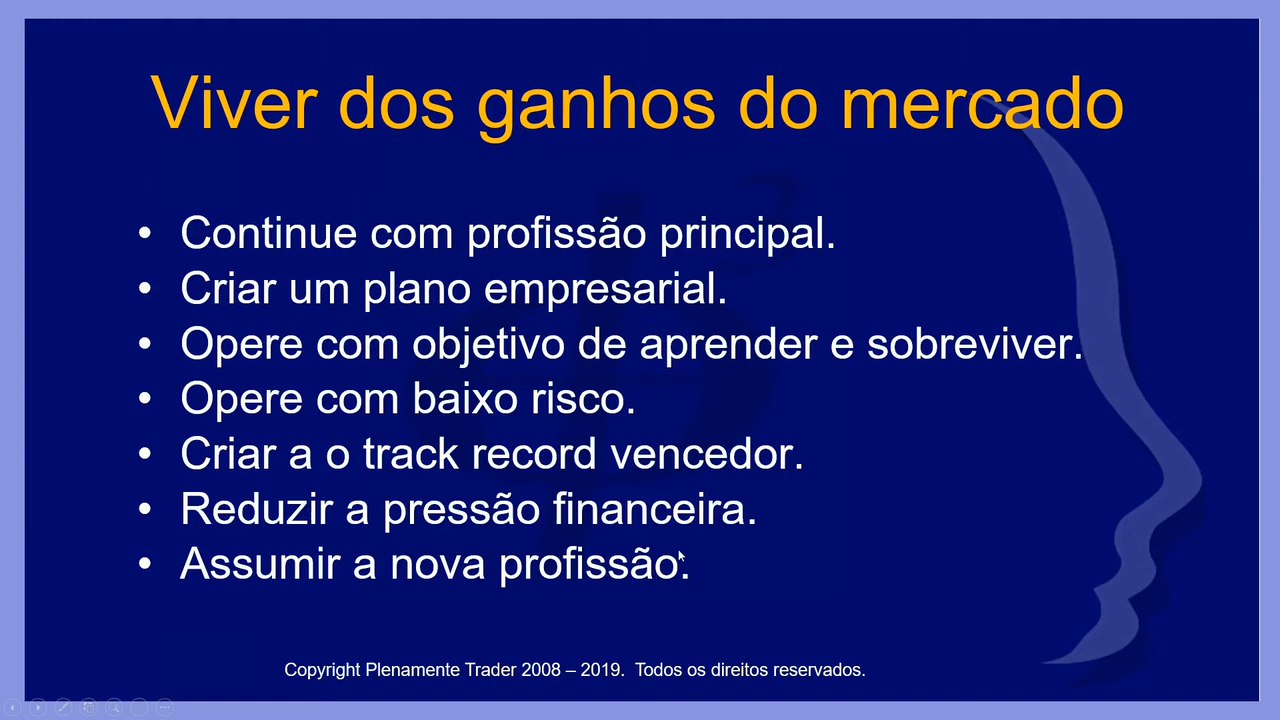 Viver dos ganhos do mercado
• Continue com profissão principal.
• Criar um plano empresarial.
• Opere com objetivo de aprender e sobreviver.
• Opere com baixo risco.
• Criar a o track record vencedor.
• Reduzir a pressão financeira.
• Assumir a nova profissão.
Copyright Plenamente Trader 2008 – 2019.  Todos os direitos reservados.